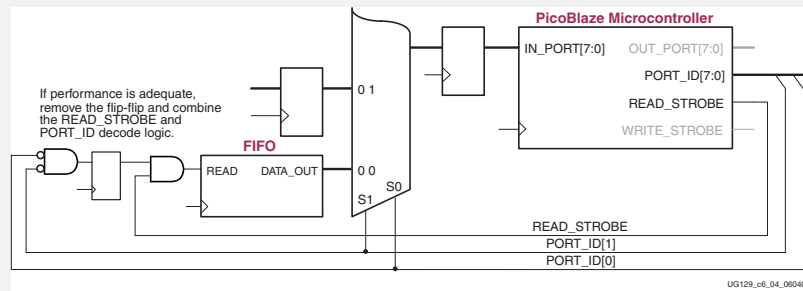 PicoBlaze Microcontroller
IN_PORT[7:0]
OUT_PORT[7:0]
PORT_ID[7:0]
READ_STROBE
WRITE_STROBE
0 1
If performance is adequate,
remove the flip-flip and combine
the READ_STROBE and
PORT_ID decode logic.
FIFO
READ
DATA_OUT
0 0
S0
S1
READ_STROBE
PORT_ID[1]
PORT_ID[0]
UG129_c6_04_0604